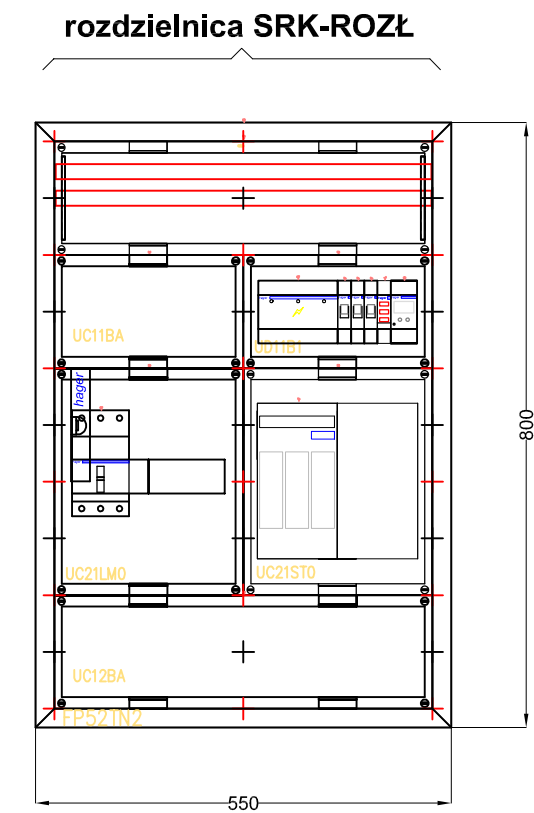 rozdzielnica SRK-ROZŁ
UC11BA
UD11B1
hager
800
UC21LM0
UC21ST0
UC12BA
FP52TN2
550